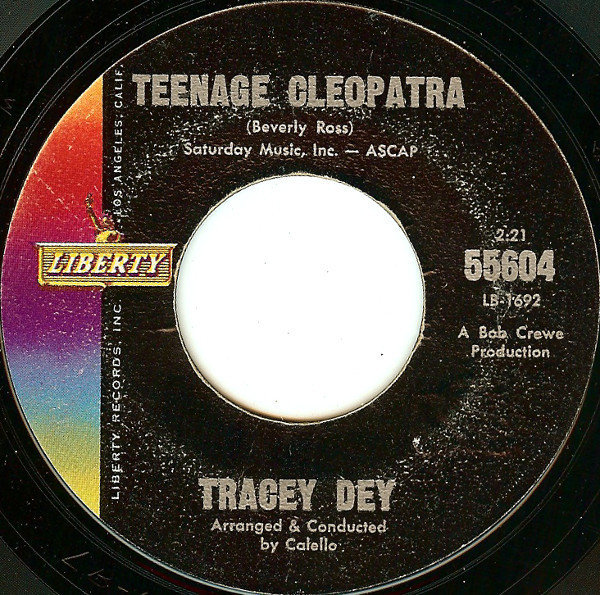 TEENAGE CLEOPATRA
(Beverly Ross)
Saturday Music, Inc. — ASCAP
LIBERTY
LIBERTY RECORDS, INC. LOS ANGELES, CALIF.
2:21
55604
LB-1692
A Bob Crewe
Production
TRACEY DEY
Arranged & Conducted
by Calello